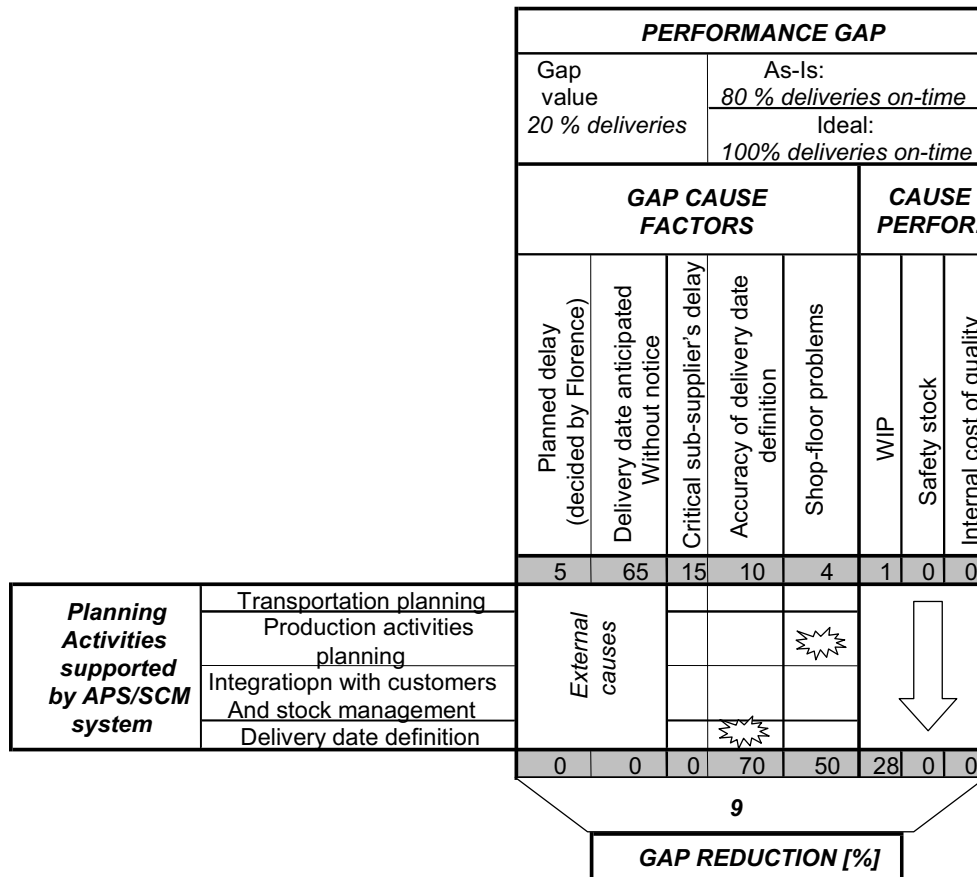 PERFORMANCE GAP
Gap
value
20 % deliveries
As-Is:
80 % deliveries on-time
Ideal:
100% deliveries on-time
GAP CAUSE
FACTORS
CAUSE
Planned delay
(decided by Florence)
Delivery date anticipated
Without notice
Critical sub-supplier's delay
Accuracy of delivery date
definition
Shop-floor problems
WIP
Safety stock
Internal cost of quality
5 65 15 10 4 1 0 0
Planning
Activities
supported
by APS/SCM
system
Transportation planning
Production activities
planning
Integratiopn with customers
And stock management
Delivery date definition
External
causes
0 0 0 70 50 28 0 0
9
GAP REDUCTION [%]